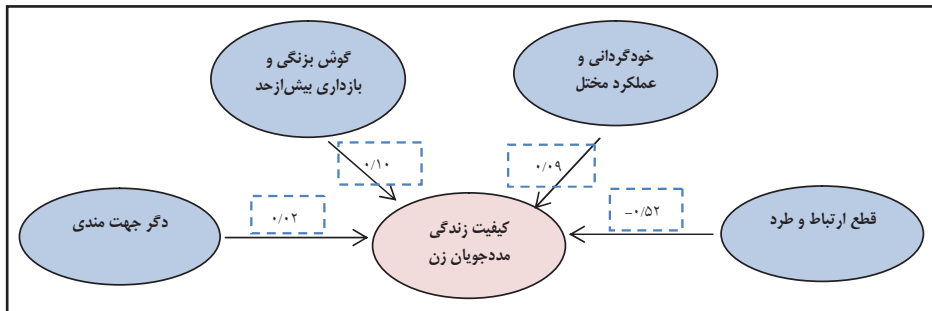 گوش بزنگی و
بازداری بیش‌ازحد
خودگردانی و
عملکرد مختل
۰/۱۰
۰/۰۹
دگر جهت مندی
۰/۰۲
کیفیت زندگی
مددجویان زن
-۰/۵۲
قطع ارتباط و طرد